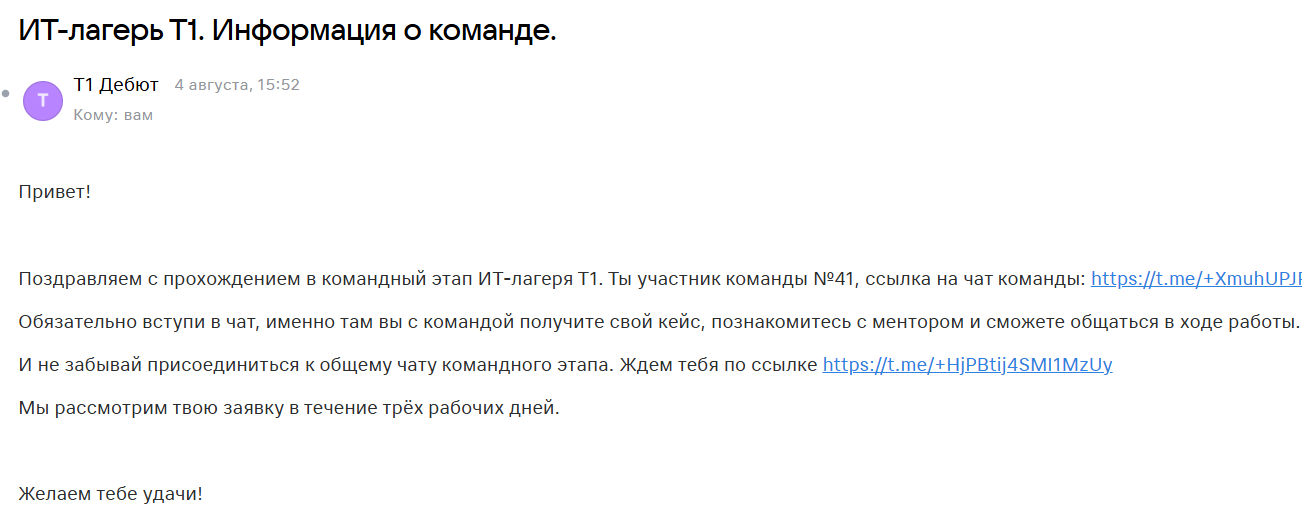 ИТ-лагерь Т1. Информация о команде.
Т
Т1 Дебют 4 августа, 15:52
Кому: вам
Привет!
Поздравляем с прохождением в командный этап ИТ-лагеря Т1. Ты участник команды №41, ссылка на чат команды: https://t.me/+XmuhUPJF
Обязательно вступи в чат, именно там вы с командой получите свой кейс, познакомитесь с ментором и сможете общаться в ходе работы.
И не забывай присоединиться к общему чату командного этапа. Ждем тебя по ссылке https://t.me/+HjPBtij4SMI1MzUy
Мы рассмотрим твою заявку в течение трёх рабочих дней.
Желаем тебе удачи!